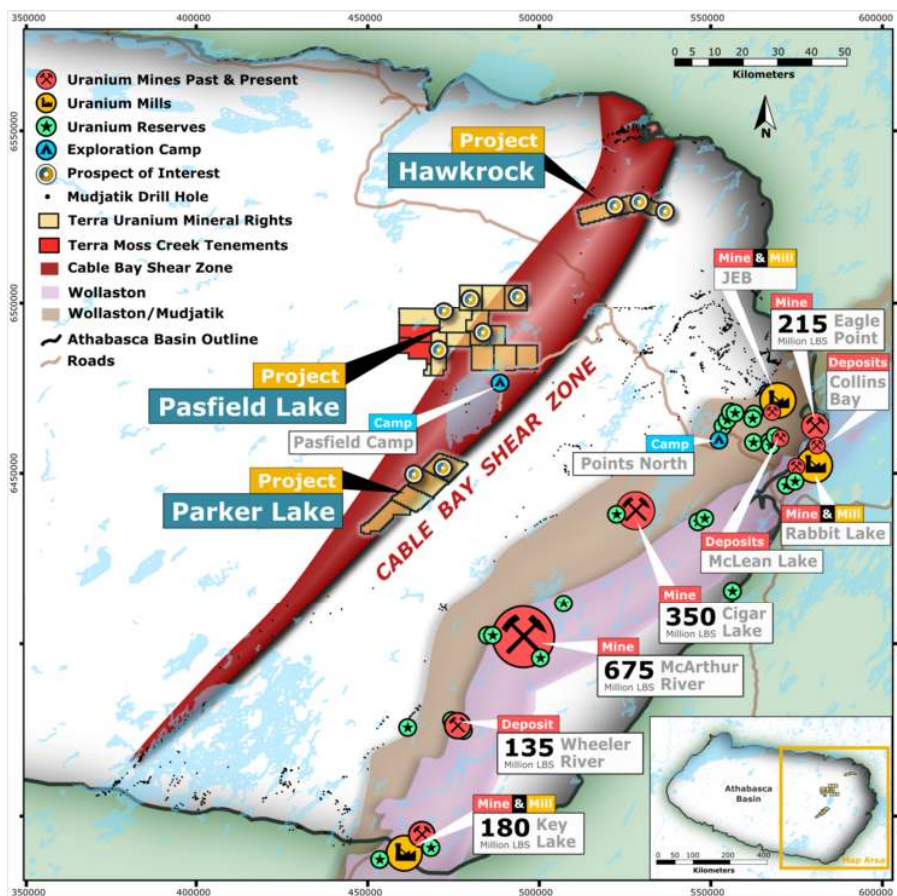 350000
400000
450000
500000
550000
600000
6550000
6500000
6450000
Uranium Mines Past & Present
Uranium Mills
Uranium Reserves
Exploration Camp
Prospect of Interest
Mudjatik Drill Hole
Terra Uranium Mineral Rights
Terra Moss Creek Tenements
Cable Bay Shear Zone
Wollaston
Wollaston/Mudjatik
Athabasca Basin Outline
Roads
0 10 20 30 40 50
Kilometers
N
Project
Hawkrock
Project
Pasfield Lake
Camp
Pasfield Camp
Project
Parker Lake
CABLE BAY SHEAR ZONE
Mine & Mill
JEB
Mine
215 Eagle Point
Million LBS
Deposits
Collins
Bay
Camp
Points North
Mine & Mill
Rabbit Lake
Deposits
McLean Lake
Mine
350 Cigar Lake
Million LBS
Mine
675 McArthur River
Million LBS
Deposit
135 Wheeler River
Million LBS
Mine & Mill
180 Key Lake
Million LBS
Athabasca
Basin
Map Area
0 100 200 400
Kilometers
350000
400000
450000
500000
550000
600000